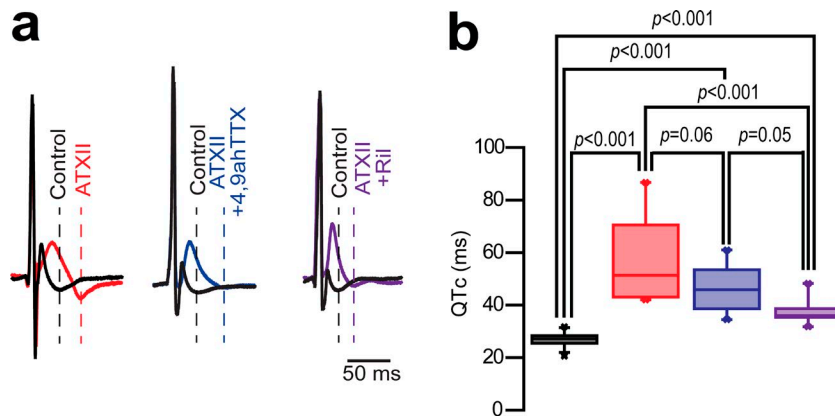 a
Control
ATXII
Control
ATXII
+4,9ahTTX
Control
ATXII
+Ril
50 ms
b
p<0.001
p<0.001
p<0.001
p<0.001
p=0.06
p=0.05
100
80
60
40
20
0
QTc (ms)